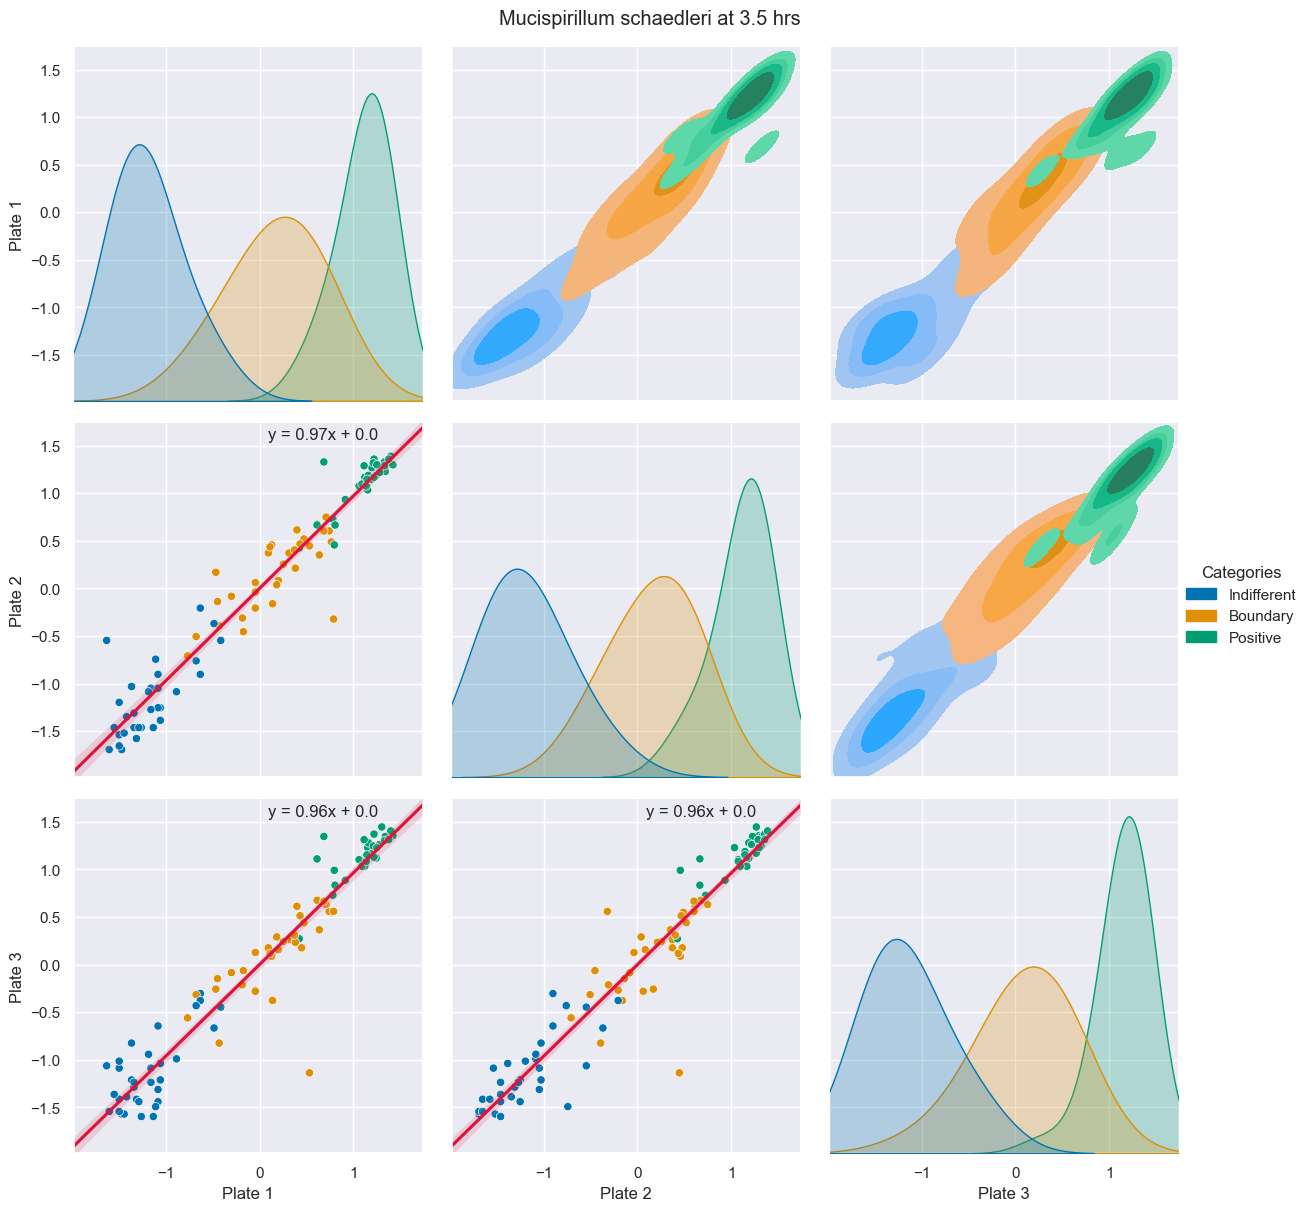 Mucispirillum schaedleri at 3.5 hrs
1.5
1.0
0.5
0.0
−0.5
−1.0
−1.5
Plate 1
y = 0.97x + 0.0
1.5
1.0
0.5
0.0
−0.5
−1.0
−1.5
Plate 2
Categories
Indifferent
Boundary
Positive
y = 0.96x + 0.0
y = 0.96x + 0.0
1.5
1.0
0.5
0.0
−0.5
−1.0
−1.5
Plate 3
−1 0 1
−1 0 1
−1 0 1
Plate 1
Plate 2
Plate 3